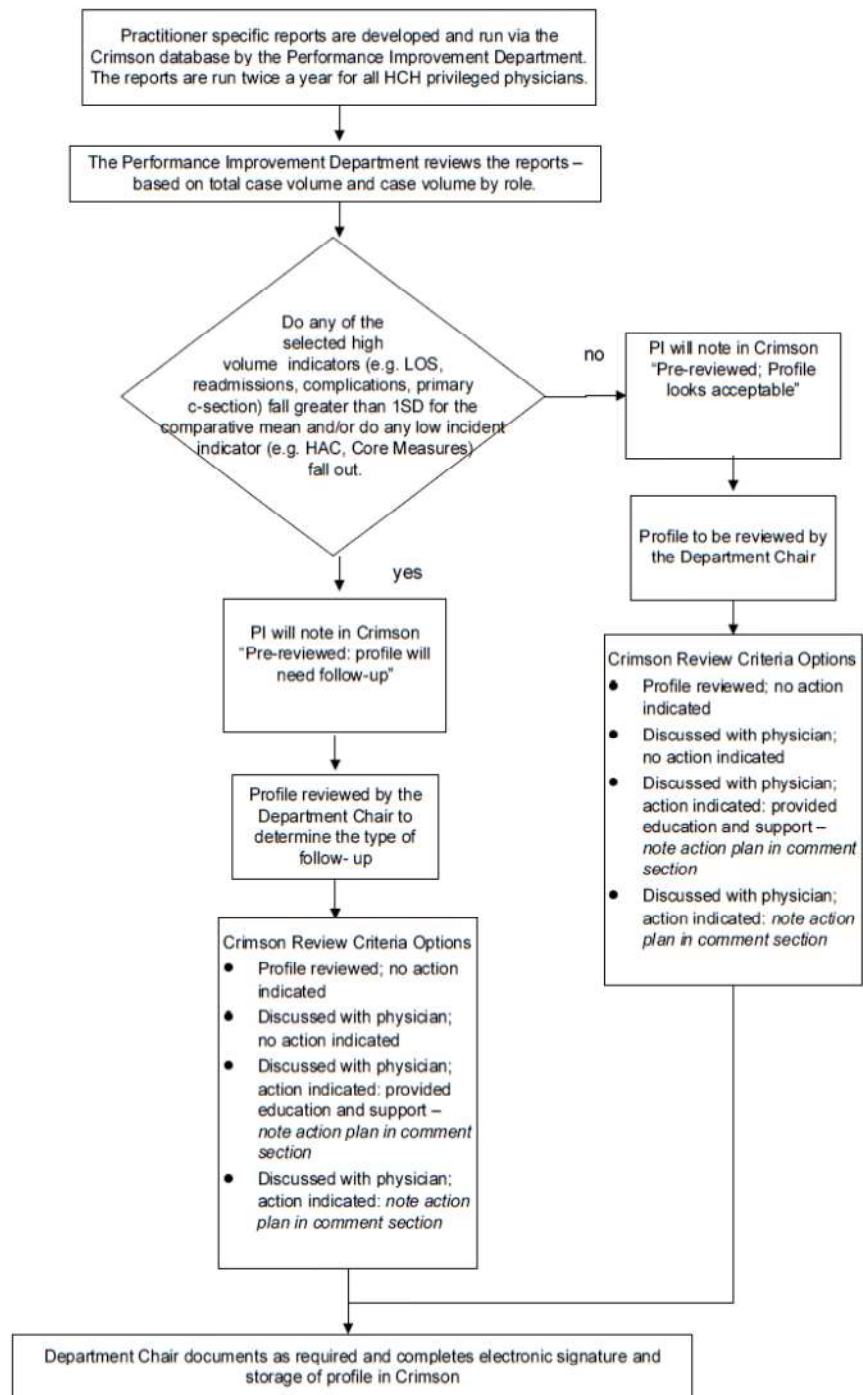 Practitioner specific reports are developed and run via the
Crimson database by the Performance Improvement Department.
The reports are run twice a year for all HCH privileged physicians.
The Performance Improvement Department reviews the reports –
based on total case volume and case volume by role.
Do any of the
selected high
volume indicators (e.g. LOS,
readmissions, complications, primary
c-section) fall greater than 1SD for the
comparative mean and/or do any low incident
indicator (e.g. HAC, Core Measures)
fall out.
no
PI will note in Crimson
“Pre-reviewed; Profile
looks acceptable”
Profile to be reviewed by
the Department Chair
Crimson Review Criteria Options
● Profile reviewed; no action
indicated
● Discussed with physician;
no action indicated
● Discussed with physician;
action indicated: provided
education and support –
note action plan in comment
section
● Discussed with physician;
action indicated: note action
plan in comment section
yes
PI will note in Crimson
“Pre-reviewed: profile will
need follow-up”
Profile reviewed by the
Department Chair to
determine the type of
follow- up
Crimson Review Criteria Options
● Profile reviewed; no action
indicated
● Discussed with physician;
no action indicated
● Discussed with physician;
action indicated: provided
education and support –
note action plan in comment
section
● Discussed with physician;
action indicated: note action
plan in comment section
Department Chair documents as required and completes electronic signature and
storage of profile in Crimson